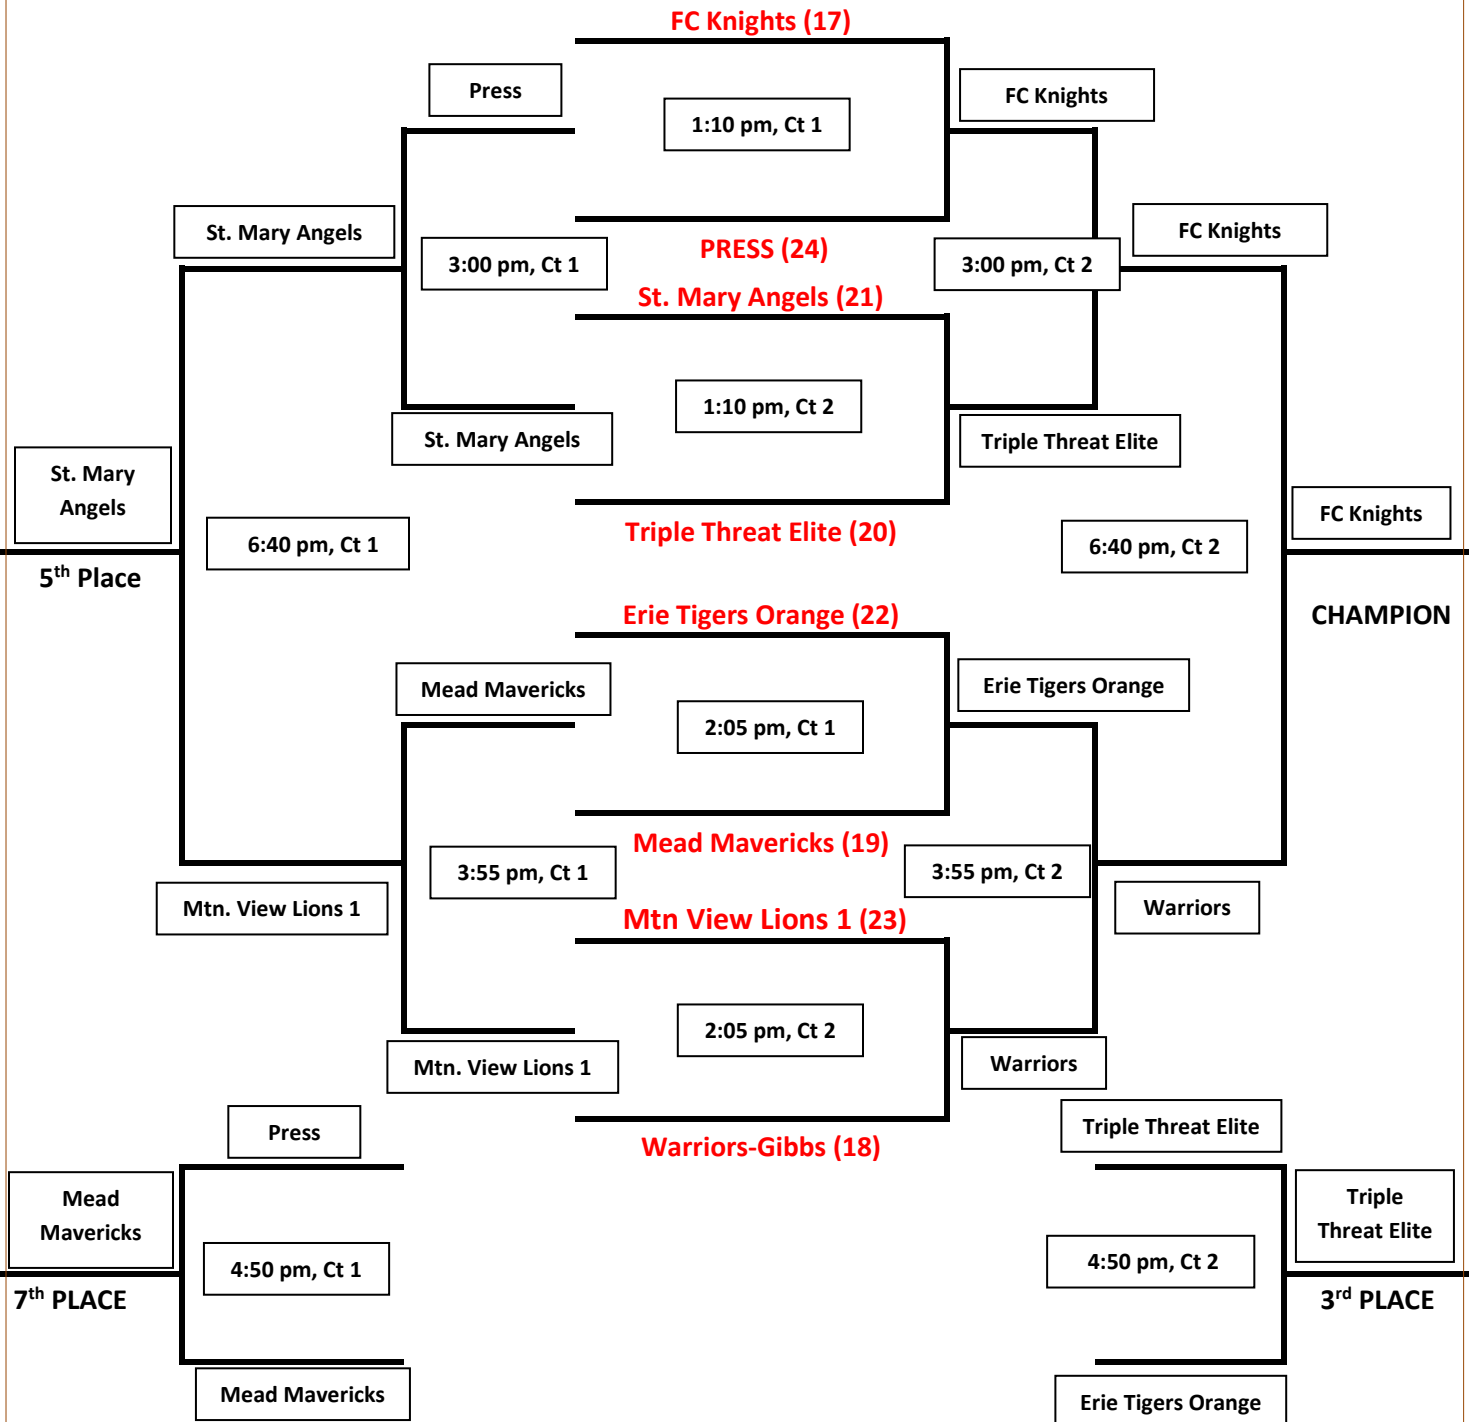 FC Knights (17)
Press
FC Knights
1:10 pm, Ct 1
St. Mary Angels
FC Knights
PRESS (24)
3:00 pm, Ct 1
3:00 pm, Ct 2
St. Mary Angels (21)
1:10 pm, Ct 2
St. Mary Angels
Triple Threat Elite
St. Mary
Angels
FC Knights
Triple Threat Elite (20)
6:40 pm, Ct 1
6:40 pm, Ct 2
5th Place
Erie Tigers Orange (22)
CHAMPION
Mead Mavericks
Erie Tigers Orange
2:05 pm, Ct 1
Mead Mavericks (19)
3:55 pm, Ct 1
3:55 pm, Ct 2
Mtn. View Lions 1
Warriors
Mtn View Lions 1 (23)
2:05 pm, Ct 2
Mtn. View Lions 1
Warriors
Press
Triple Threat Elite
Warriors-Gibbs (18)
Mead
Mavericks
Triple
Threat Elite
4:50 pm, Ct 1
4:50 pm, Ct 2
7th PLACE
3rd PLACE
Mead Mavericks
Erie Tigers Orange